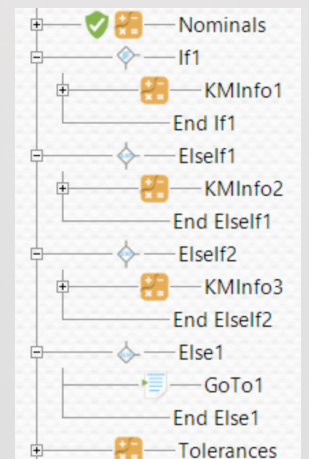 Nominals
If1
KMInfo1
End If1
ElseIf1
KMInfo2
End ElseIf1
ElseIf2
KMInfo3
End ElseIf2
Else1
GoTo1
End Else1
Tolerances